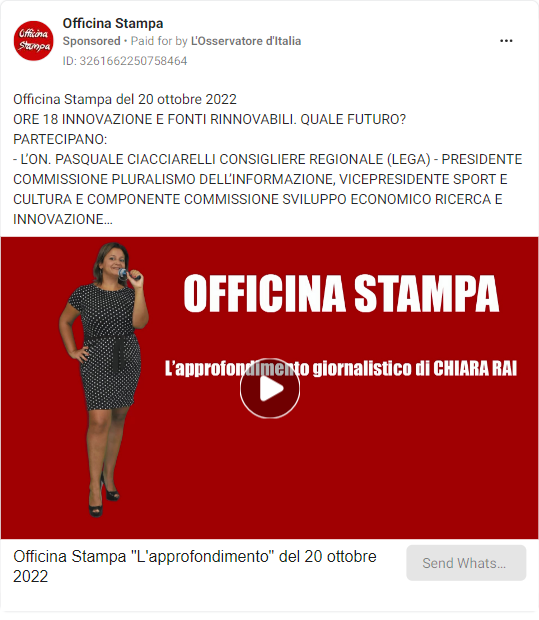 Officina Stampa
Officina
Stampa
Sponsored • Paid for by L'Osservatore d'Italia
ID: 3261662250758464
Officina Stampa del 20 ottobre 2022
ORE 18 INNOVAZIONE E FONTI RINNOVABILI. QUALE FUTURO?
PARTECIPANO:
- L'ON. PASQUALE CIACCIARELLI CONSIGLIERE REGIONALE (LEGA) - PRESIDENTE
COMMISSIONE PLURALISMO DELL'INFORMAZIONE, VICEPRESIDENTE SPORT E
CULTURA E COMPONENTE COMMISSIONE SVILUPPO ECONOMICO RICERCA E
INNOVAZIONE...
OFFICINA STAMPA
L'approfondimento giornalistico di CHIARA RAI
Officina Stampa "L'approfondimento" del 20 ottobre
2022
Send Whats...